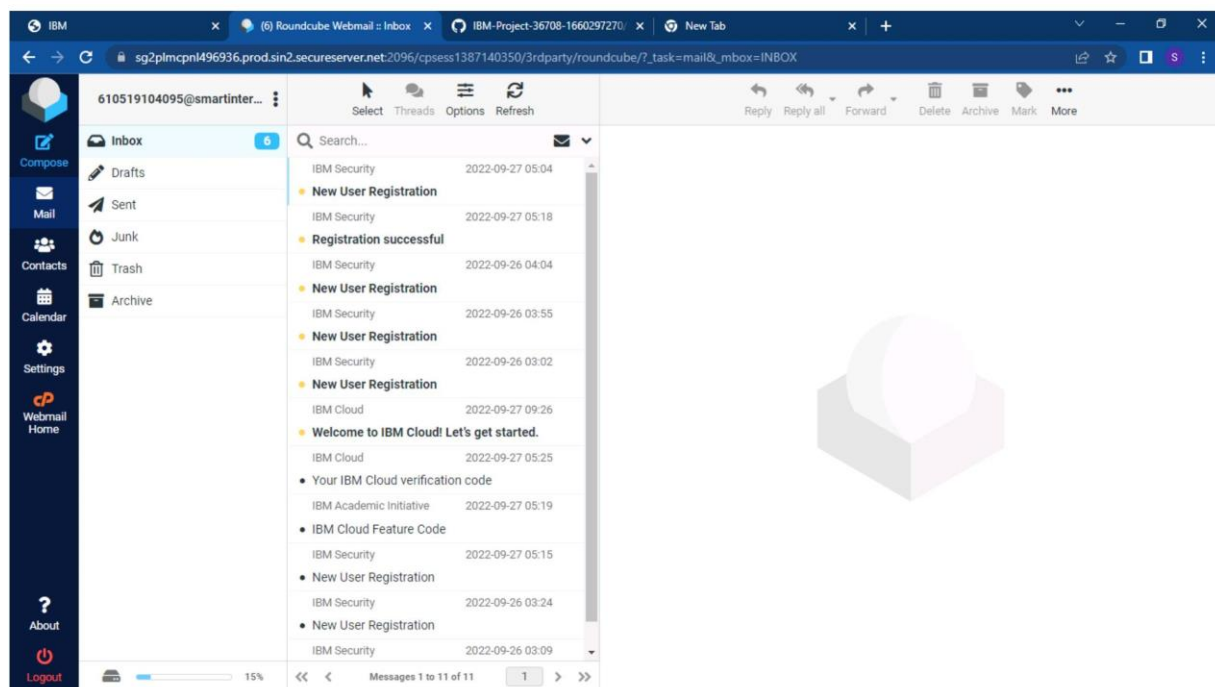 IBM
(6) Roundcube Webmail :: Inbox
IBM-Project-36708-1660297270/
New Tab
sg2plmcpnl496936.prod.sin2.secureserver.net:2096/cpsess1387140350/3rdparty/roundcube/?_task=mail&_mbox=INBOX
S
Compose
Mail
Contacts
Calendar
Settings
cP
Webmail
Home
About
Logout
610519104095@smartinter...
Inbox 6
Drafts
Sent
Junk
Trash
Archive
15%
Select Threads Options Refresh
Search...
IBM Security 2022-09-27 05:04
New User Registration
IBM Security 2022-09-27 05:18
Registration successful
IBM Security 2022-09-26 04:04
New User Registration
IBM Security 2022-09-26 03:55
New User Registration
IBM Security 2022-09-26 03:02
New User Registration
IBM Cloud 2022-09-27 09:26
Welcome to IBM Cloud! Let's get started.
IBM Cloud 2022-09-27 05:25
Your IBM Cloud verification code
IBM Academic Initiative 2022-09-27 05:19
IBM Cloud Feature Code
IBM Security 2022-09-27 05:15
New User Registration
IBM Security 2022-09-26 03:24
New User Registration
IBM Security 2022-09-26 03:09
Messages 1 to 11 of 11 1
Reply Reply all Forward Delete Archive Mark More